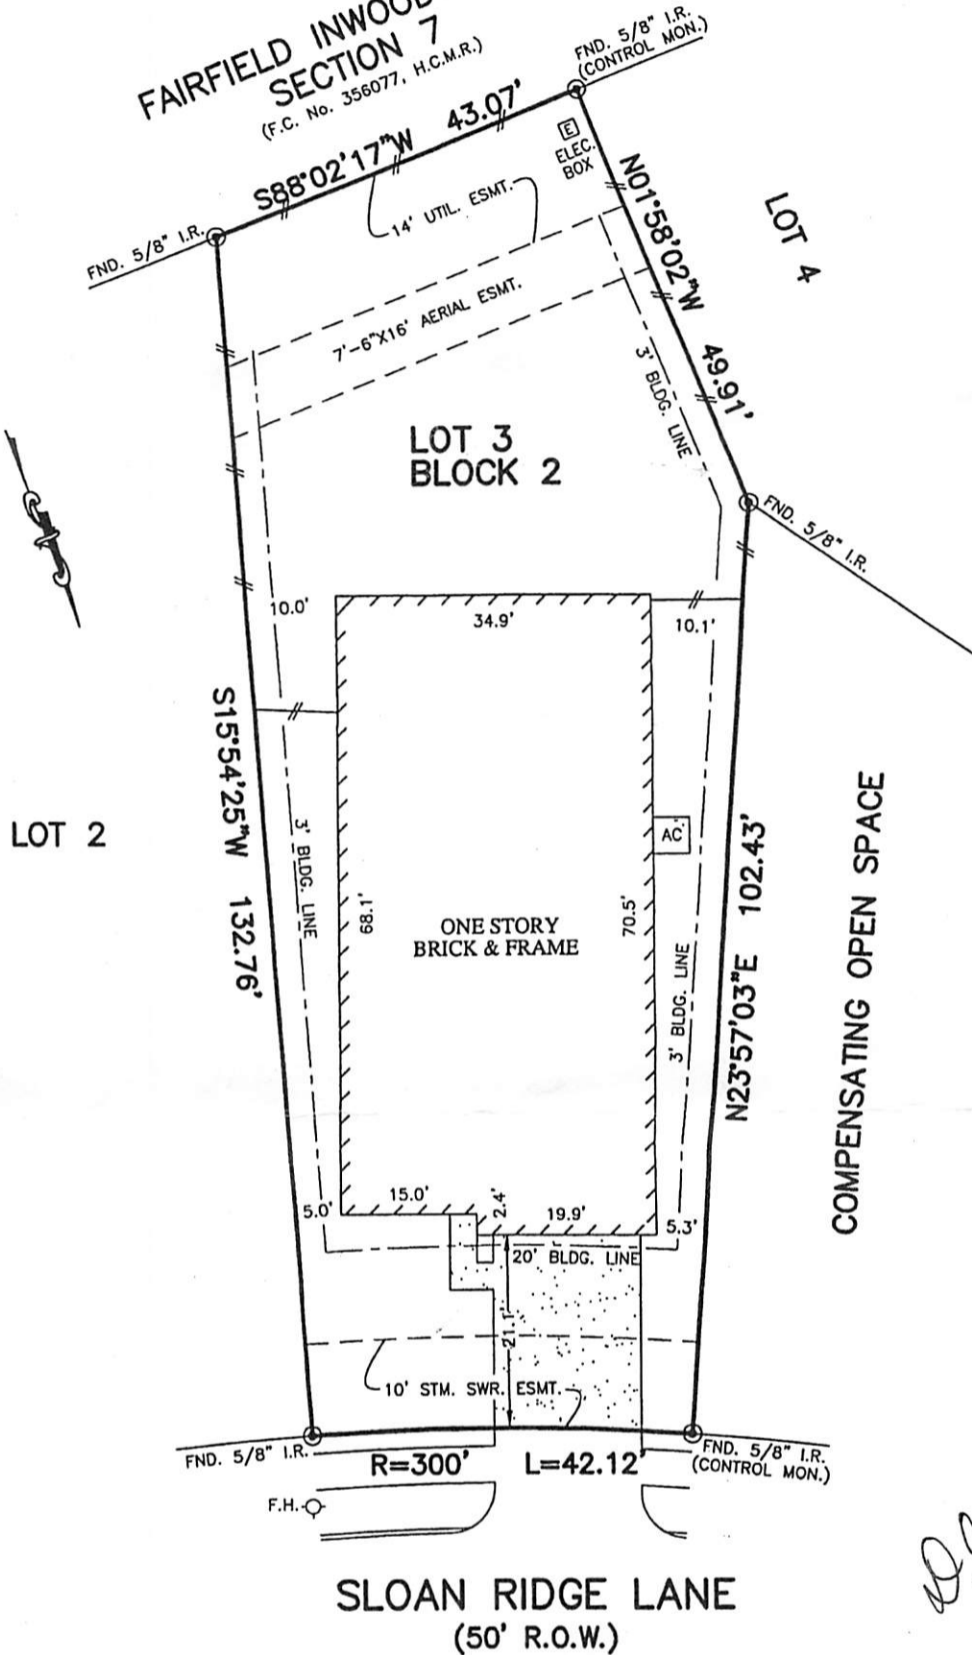 FAIRFIELD INWOOD
SECTION 7
(F.C. No. 356077, H.C.M.R.)
FND. 5/8" I.R.
(CONTROL MON.)
S88°02'17"W 43.07'
E
ELEC.
BOX
N01°58'02"W 49.91'
LOT 4
FND. 5/8" I.R.
14' UTIL. ESMT.
7'-6"X16' AERIAL ESMT.
3' BLDG. LINE
LOT 3
BLOCK 2
FND. 5/8" I.R.
10.0'
34.9'
10.1'
S15°54'25"W 132.76'
LOT 2
3' BLDG. LINE
68.1'
ONE STORY
BRICK & FRAME
70.5'
AC.
3' BLDG. LINE
N23°57'03"E 102.43'
COMPENSATING OPEN SPACE
5.0'
15.0'
2.4'
19.9'
5.3'
20' BLDG. LINE
21.1'
10' STM. SWR. ESMT.
FND. 5/8" I.R.
R=300' L=42.12'
FND. 5/8" I.R.
(CONTROL MON.)
F.H.
SLOAN RIDGE LANE
(50' R.O.W.)